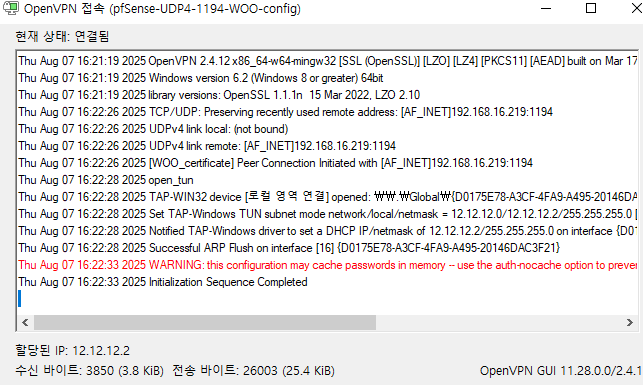 OpenVPN 접속 (pfSense-UDP4-1194-WOO-config)
현재 상태: 연결됨
Thu Aug 07 16:21:19 2025 OpenVPN 2.4.12 x86_64-w64-mingw32 [SSL (OpenSSL)] [LZO] [LZ4] [PKCS11] [AEAD] built on Mar 17
Thu Aug 07 16:21:19 2025 Windows version 6.2 (Windows 8 or greater) 64bit
Thu Aug 07 16:21:19 2025 library versions: OpenSSL 1.1.1n  15 Mar 2022, LZO 2.10
Thu Aug 07 16:22:26 2025 TCP/UDP: Preserving recently used remote address: [AF_INET]192.168.16.219:1194
Thu Aug 07 16:22:26 2025 UDPv4 link local: (not bound)
Thu Aug 07 16:22:26 2025 UDPv4 link remote: [AF_INET]192.168.16.219:1194
Thu Aug 07 16:22:26 2025 [WOO_certificate] Peer Connection Initiated with [AF_INET]192.168.16.219:1194
Thu Aug 07 16:22:28 2025 open_tun
Thu Aug 07 16:22:28 2025 TAP-WIN32 device [로컬 영역 연결] opened: ₩₩.₩Global₩{D0175E78-A3CF-4FA9-A495-20146DA
Thu Aug 07 16:22:28 2025 Set TAP-Windows TUN subnet mode network/local/netmask = 12.12.12.0/12.12.12.2/255.255.255.0 [
Thu Aug 07 16:22:28 2025 Notified TAP-Windows driver to set a DHCP IP/netmask of 12.12.12.2/255.255.255.0 on interface {D0
Thu Aug 07 16:22:28 2025 Successful ARP Flush on interface [16] {D0175E78-A3CF-4FA9-A495-20146DAC3F21}
Thu Aug 07 16:22:33 2025 WARNING: this configuration may cache passwords in memory -- use the auth-nocache option to preve
Thu Aug 07 16:22:33 2025 Initialization Sequence Completed
할당된 IP: 12.12.12.2
수신 바이트: 3850 (3.8 KiB)  전송 바이트: 26003 (25.4 KiB)
OpenVPN GUI 11.28.0.0/2.4.1